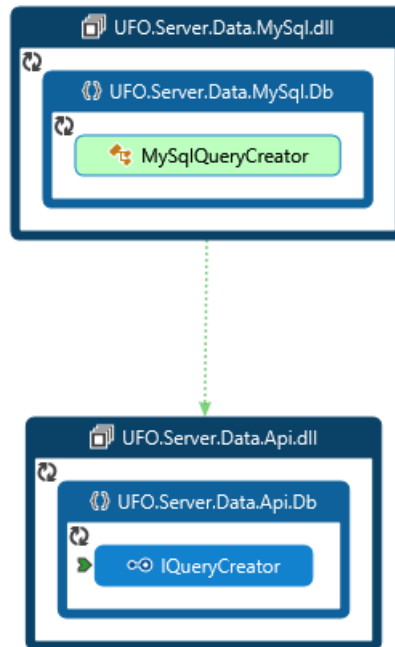 UFO.Server.Data.MySql.dll
UFO.Server.Data.MySql.Db
MySqlQueryCreator
UFO.Server.Data.Api.dll
UFO.Server.Data.Api.Db
IQueryCreator